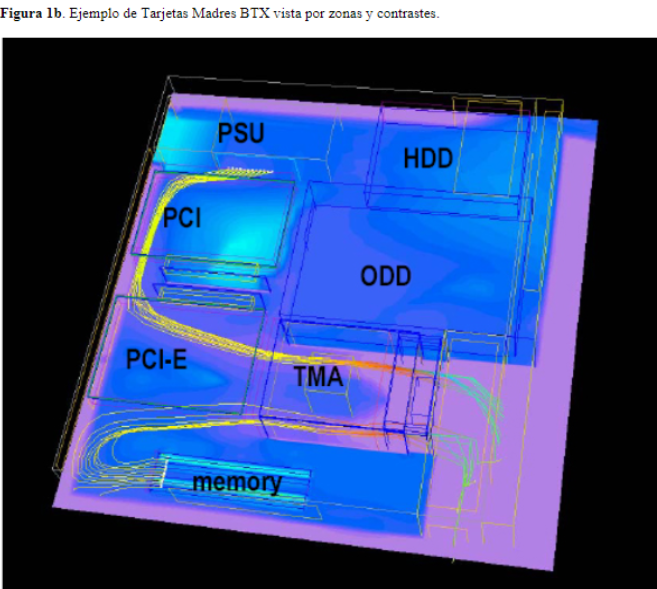 Figura 1b. Ejemplo de Tarjetas Madres BTX vista por zonas y contrastes.
PSU
HDD
PCI
ODD
PCI-E
TMA
memory